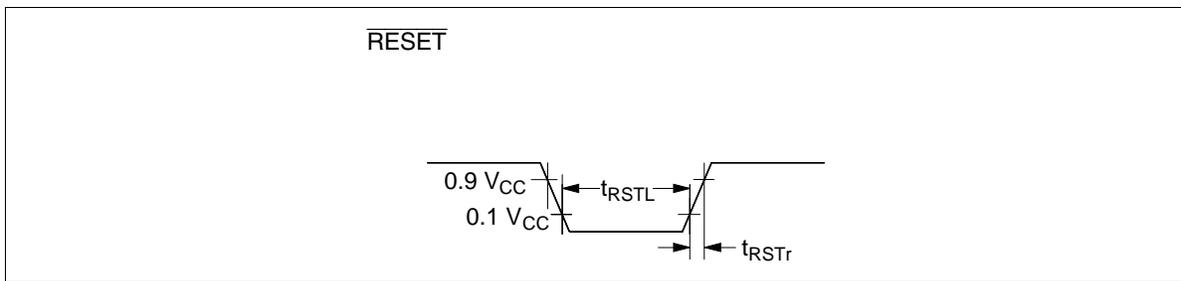 RESET
0.9 VCC
tRSTL
0.1 VCC
tRSTr